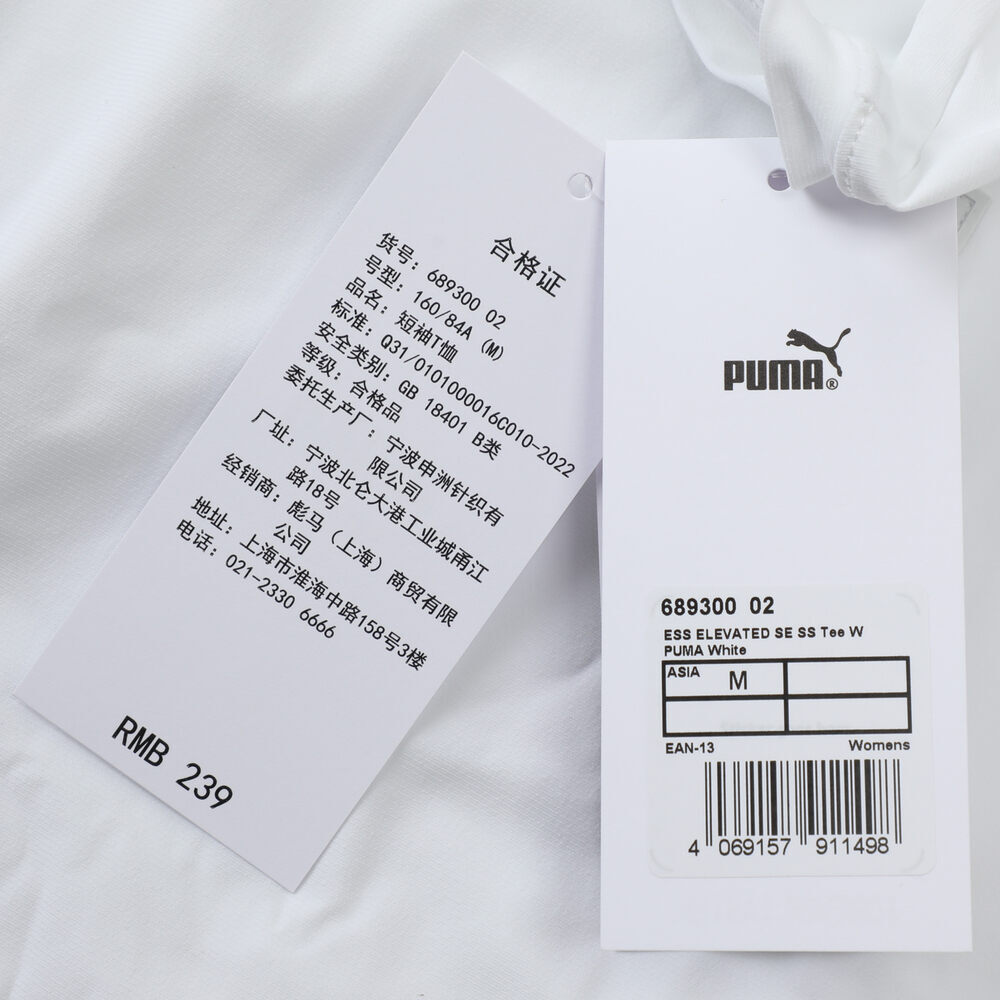 合格证
货号: 689300 02
号型: 160/84A (M)
品名: 短袖T恤
标准: Q31/0101000016C010-2022
安全类别: GB 18401 B类
等级: 合格品
委托生产厂: 宁波申洲针织有
限公司
厂址: 宁波北仑大港工业城甬江
路18号
经销商: 彪马（上海）商贸有限
公司
地址: 上海市淮海中路158号3楼
电话: 021-2330 6666
RMB 239
PUMA®
689300 02
ESS ELEVATED SE SS Tee W
PUMA White
ASIA M
EAN-13 Womens
4 069157 911498